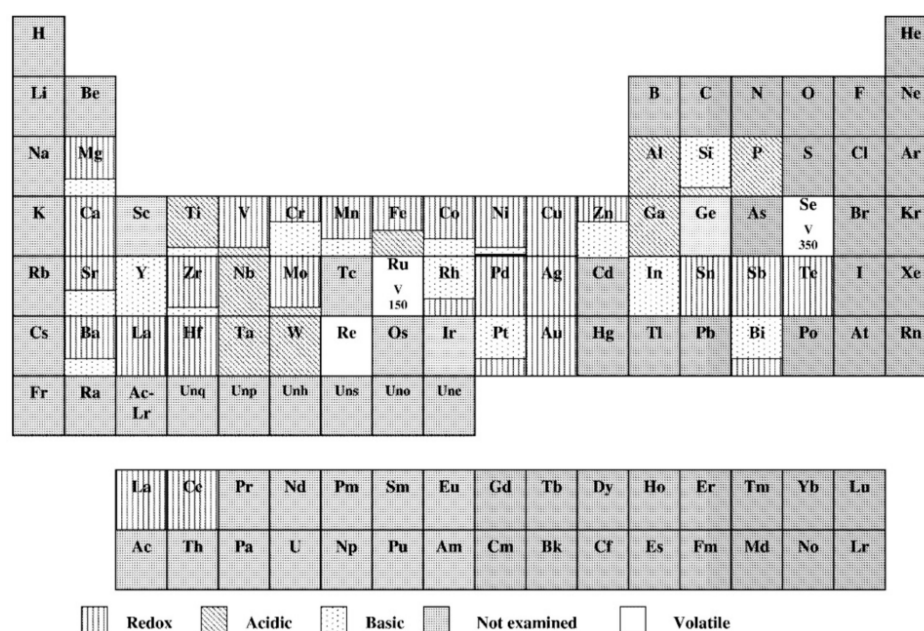 H He
Li Be B C N O F Ne
Na Mg Al Si P S Cl Ar
K Ca Sc Ti V Cr Mn Fe Co Ni Cu Zn Ga Ge As Se Br Kr
V
350
Rb Sr Y Zr Nb Mo Tc Ru Rh Pd Ag Cd In Sn Sb Te I Xe
V
150
Cs Ba La Hf Ta W Re Os Ir Pt Au Hg Tl Pb Bi Po At Rn
Fr Ra Ac- Unq Unp Unh Uns Uno Une
Lr
La Ce Pr Nd Pm Sm Eu Gd Tb Dy Ho Er Tm Yb Lu
Ac Th Pa U Np Pu Am Cm Bk Cf Es Fm Md No Lr
Redox Acidic Basic Not examined Volatile